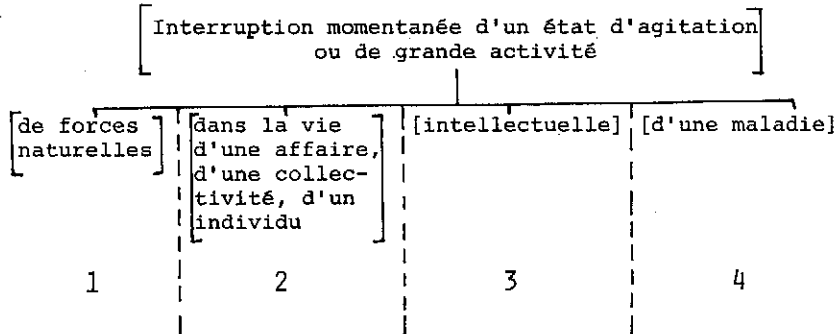 [Interruption momentanée d'un état d'agitation
ou de grande activité]
[de forces
naturelles]
[dans la vie
d'une affaire,
d'une collec-
tivité, d'un
individu]
[intellectuelle]
[d'une maladie]
1 2 3 4